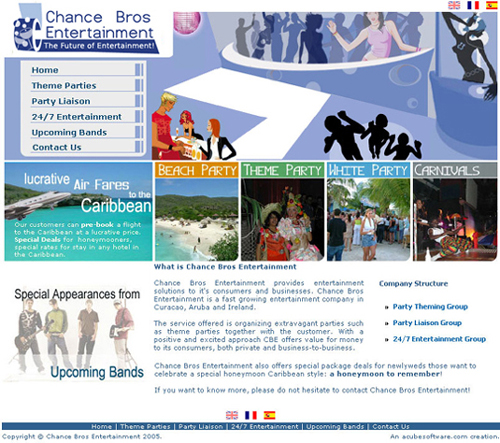 Chance Bros
Entertainment
The Future of Entertainment!
Home
Theme Parties
Party Liaison
24/7 Entertainment
Upcoming Bands
Contact Us
lucrative
Air Fares
to the
Caribbean
Our customers can pre-book a flight
to the Caribbean at a lucrative price.
Special Deals for honeymooners.
special rates for stay in any hotel in
the Caribbean.
BEACH PARTY
THEME PARTY
WHITE PARTY
CARNIVALS
Special Appearances from
Upcoming Bands
What is Chance Bros Entertainment
Chance Bros Entertainment provides entertainment
solutions to it's consumers and businesses. Chance Bros
Entertainment is a fast growing entertainment company in
Curacao, Aruba and Ireland.
The service offered is organizing extravagant parties such
as theme parties together with the customer. With a
positive and excited approach CBE offers value for money
to its consumers, both private and business-to-business.
Chance Bros Entertainment also offers special package deals for newlyweds those want to
celebrate a special honeymoon Caribbean style: a honeymoon to remember!
If you want to know more, please do not hesitate to contact Chance Bros Entertainment!
Company Structure
» Party Theming Group
» Party Liaison Group
» 24/7 Entertainment Group
Home | Theme Parties | Party Liaison | 24/7 Entertainment | Upcoming Bands | Contact Us
Copyright © Chance Bros Entertainment 2005.
An acubesoftware.com creation.